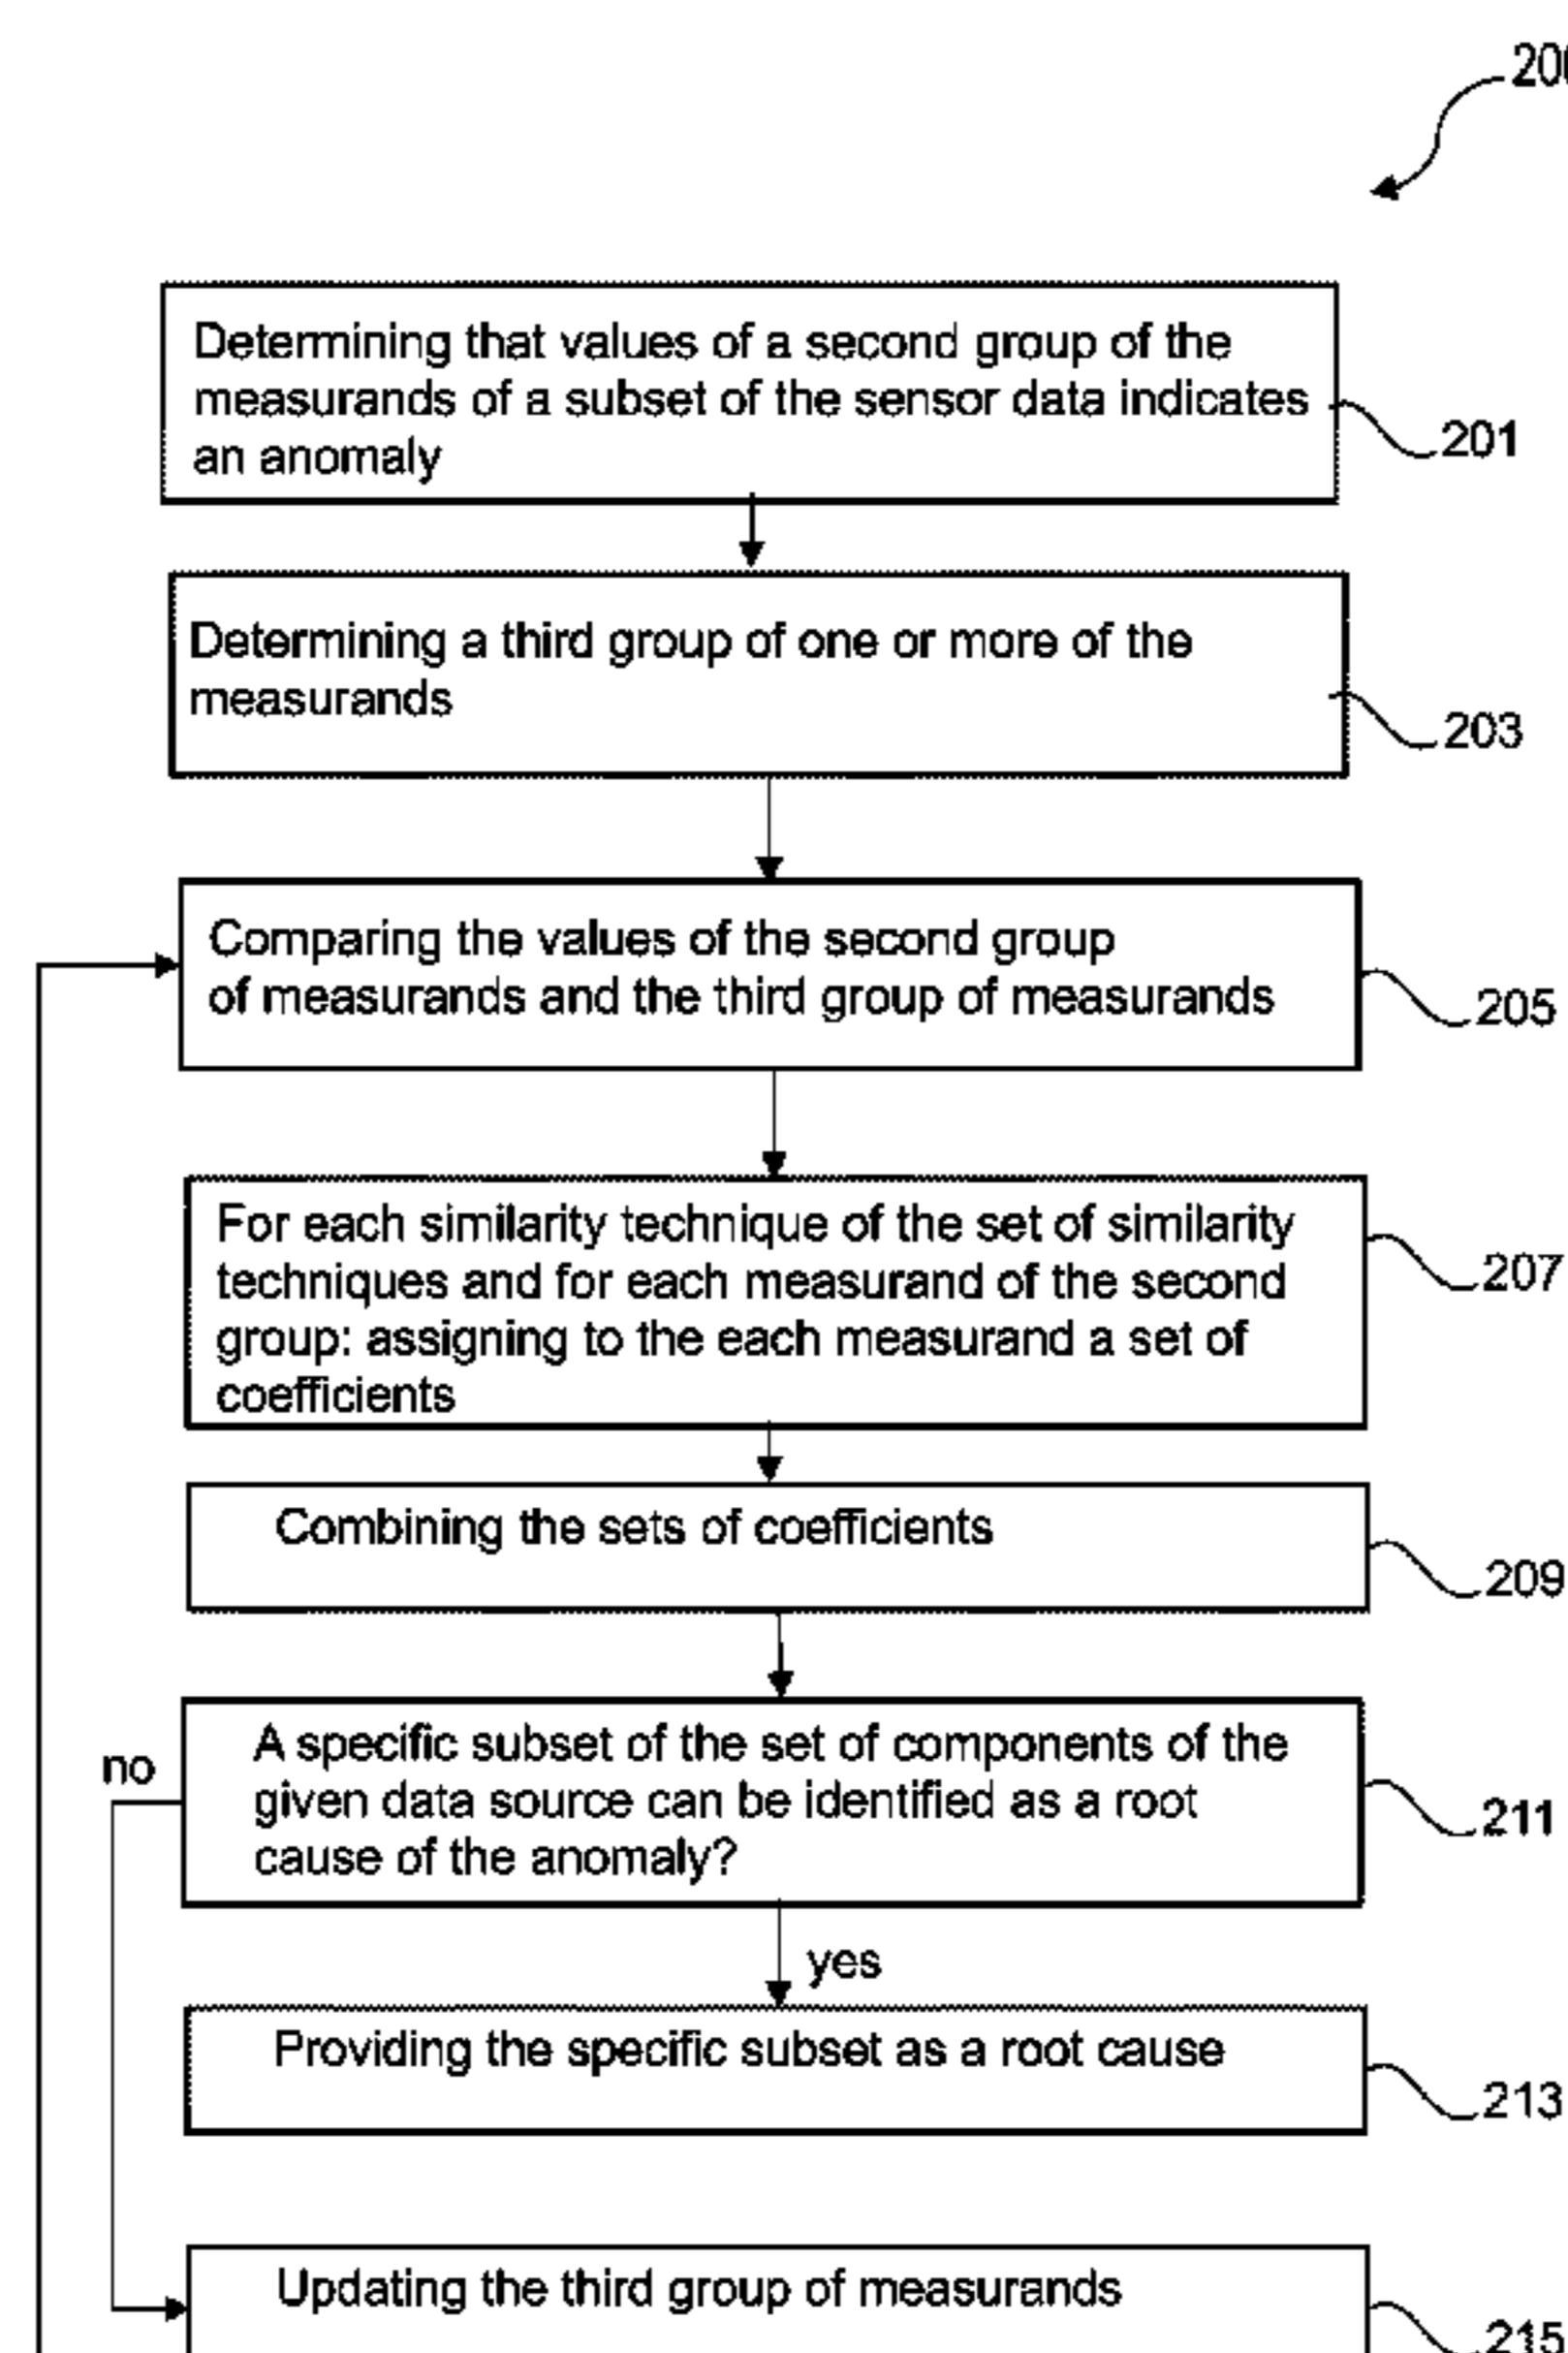 Determining that values of a second group of the
measurands of a subset of the sensor data indicates
an anomaly
201
Determining a third group of one or more of the
measurands
203
Comparing the values of the second group
of measurands and the third group of measurands
205
For each similarity technique of the set of similarity
techniques and for each measurand of the second
group: assigning to the each measurand a set of
coefficients
207
Combining the sets of coefficients
209
A specific subset of the set of components of the
given data source can be identified as a root
cause of the anomaly?
211
no
yes
Providing the specific subset as a root cause
213
Updating the third group of measurands
215